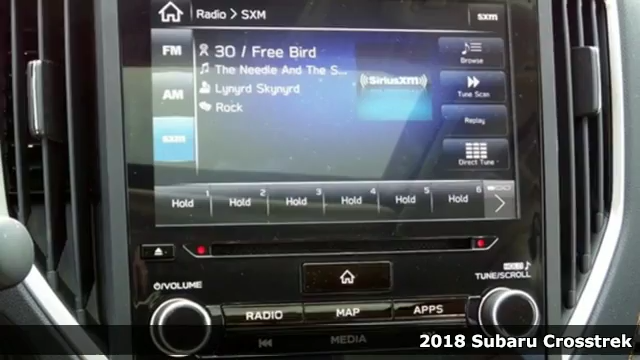 Radio > SXM
sxm
FM
30 / Free Bird
Browse
The Needle And The S...
SiriusXM
AM
Lynyrd Skynyrd
Tune Scan
Rock
Replay
sxm
Direct Tune
1 2 3 4 5 6
Hold Hold Hold Hold Hold Hold
HOLD
VOLUME
TUNE/SCROLL
RADIO MAP APPS
MEDIA
2018 Subaru Crosstrek